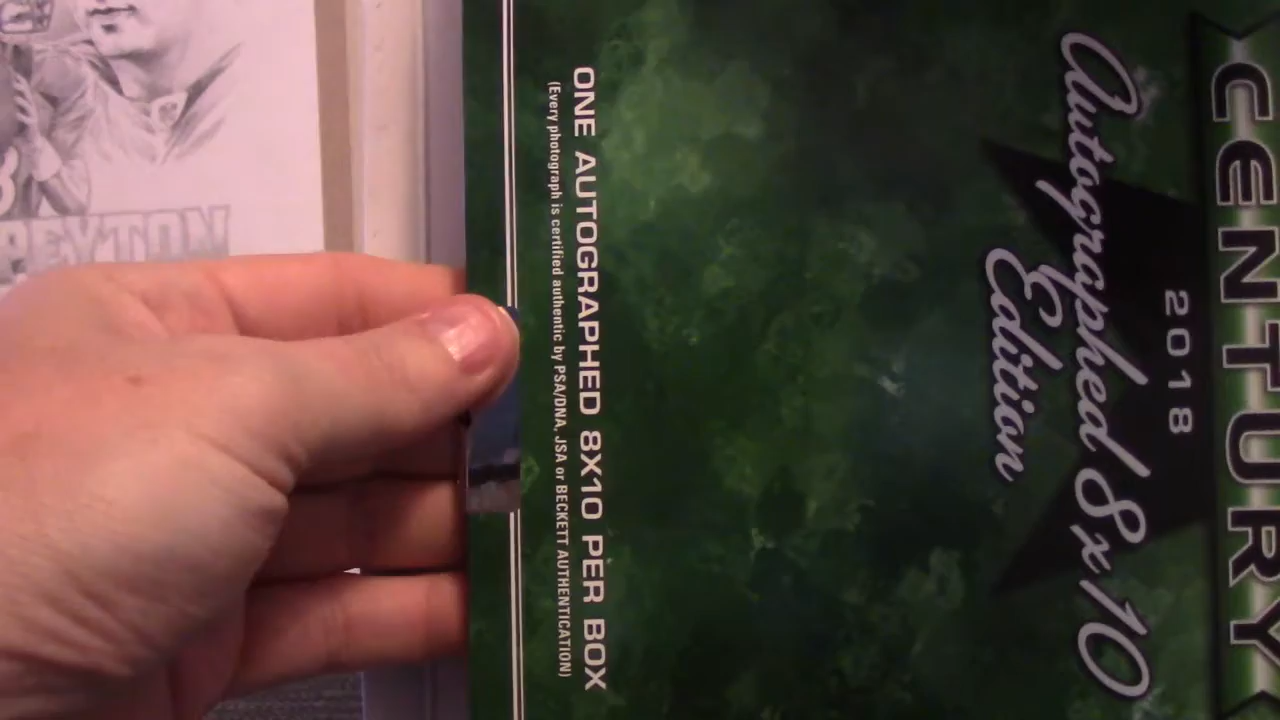 CENTURY
2018
Autographed 8x10
Edition
ONE AUTOGRAPHED 8X10 PER BOX
(Every photograph is certified authentic by PSA/DNA, JSA or BECKETT AUTHENTICATION)
PEYTON